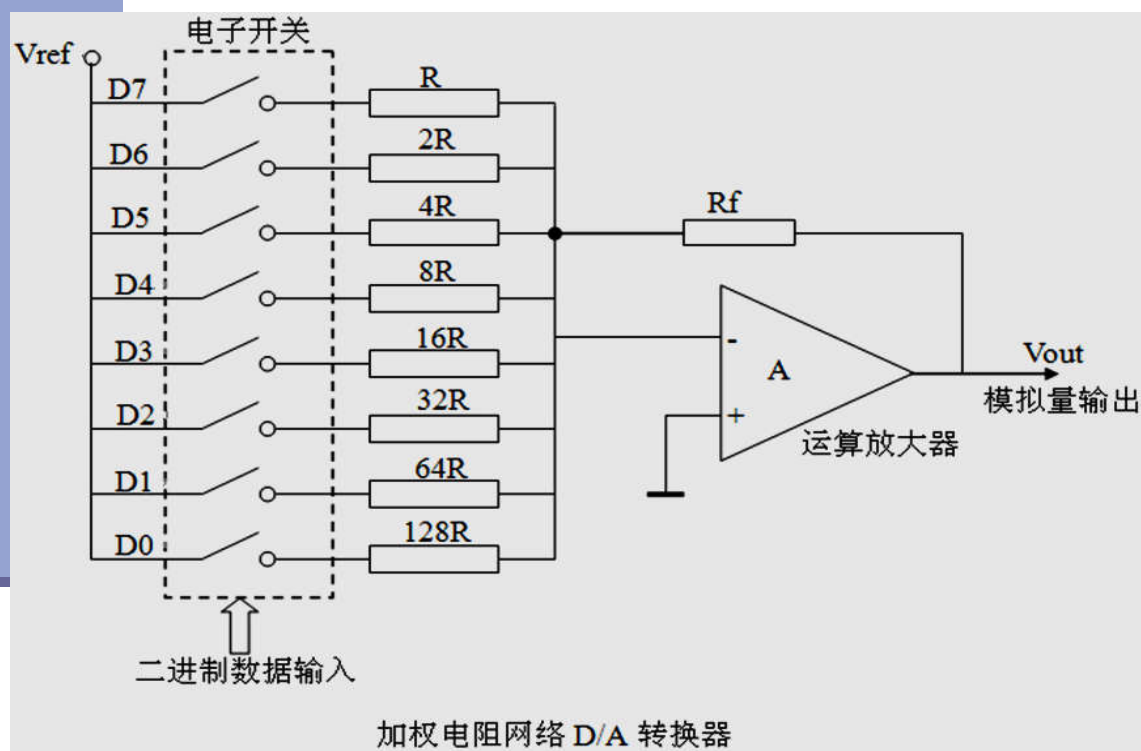 电子开关
Vref
D7 R
D6 2R
D5 4R Rf
D4 8R
D3 16R
-
A
Vout
模拟量输出
D2 32R
+
运算放大器
D1 64R
D0 128R
二进制数据输入
加权电阻网络 D/A 转换器